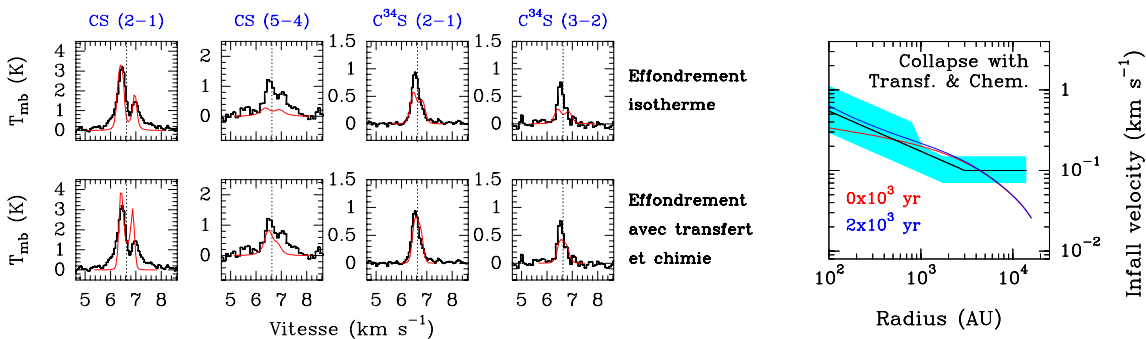 CS (2−1) CS (5−4) C³⁴S (2−1) C³⁴S (3−2)
T_mb (K)
4
3
2
1
0
2
1
0
1.5
1
0.5
0
1.5
1
0.5
0
Effondrement
isotherme
T_mb (K)
4
3
2
1
0
2
1
0
1.5
1
0.5
0
1.5
1
0.5
0
Effondrement
avec transfert
et chimie
5 6 7 8 5 6 7 8 5 6 7 8 5 6 7 8
Vitesse (km s⁻¹)
Collapse with
Transf. & Chem.
0x10³ yr
2x10³ yr
1
10⁻¹
10⁻²
Infall velocity (km s⁻¹)
10² 10³ 10⁴
Radius (AU)